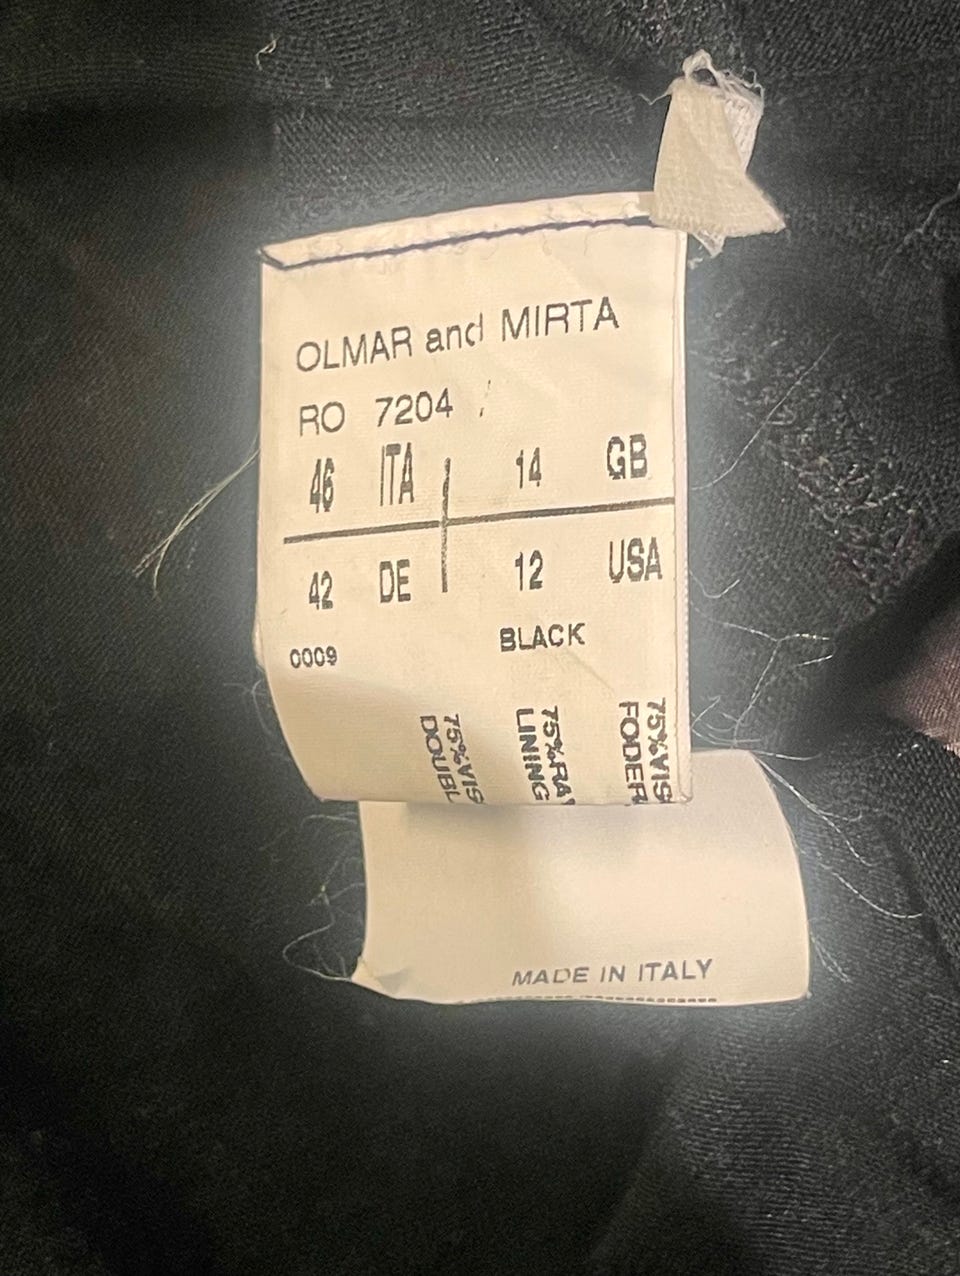 OLMAR and MIRTA
RO 7204
46 ITA 14 GB
42 DE 12 USA
0009 BLACK
75%VIS
FODER
75%RA
LINING
75%VIS
DOUBL
MADE IN ITALY